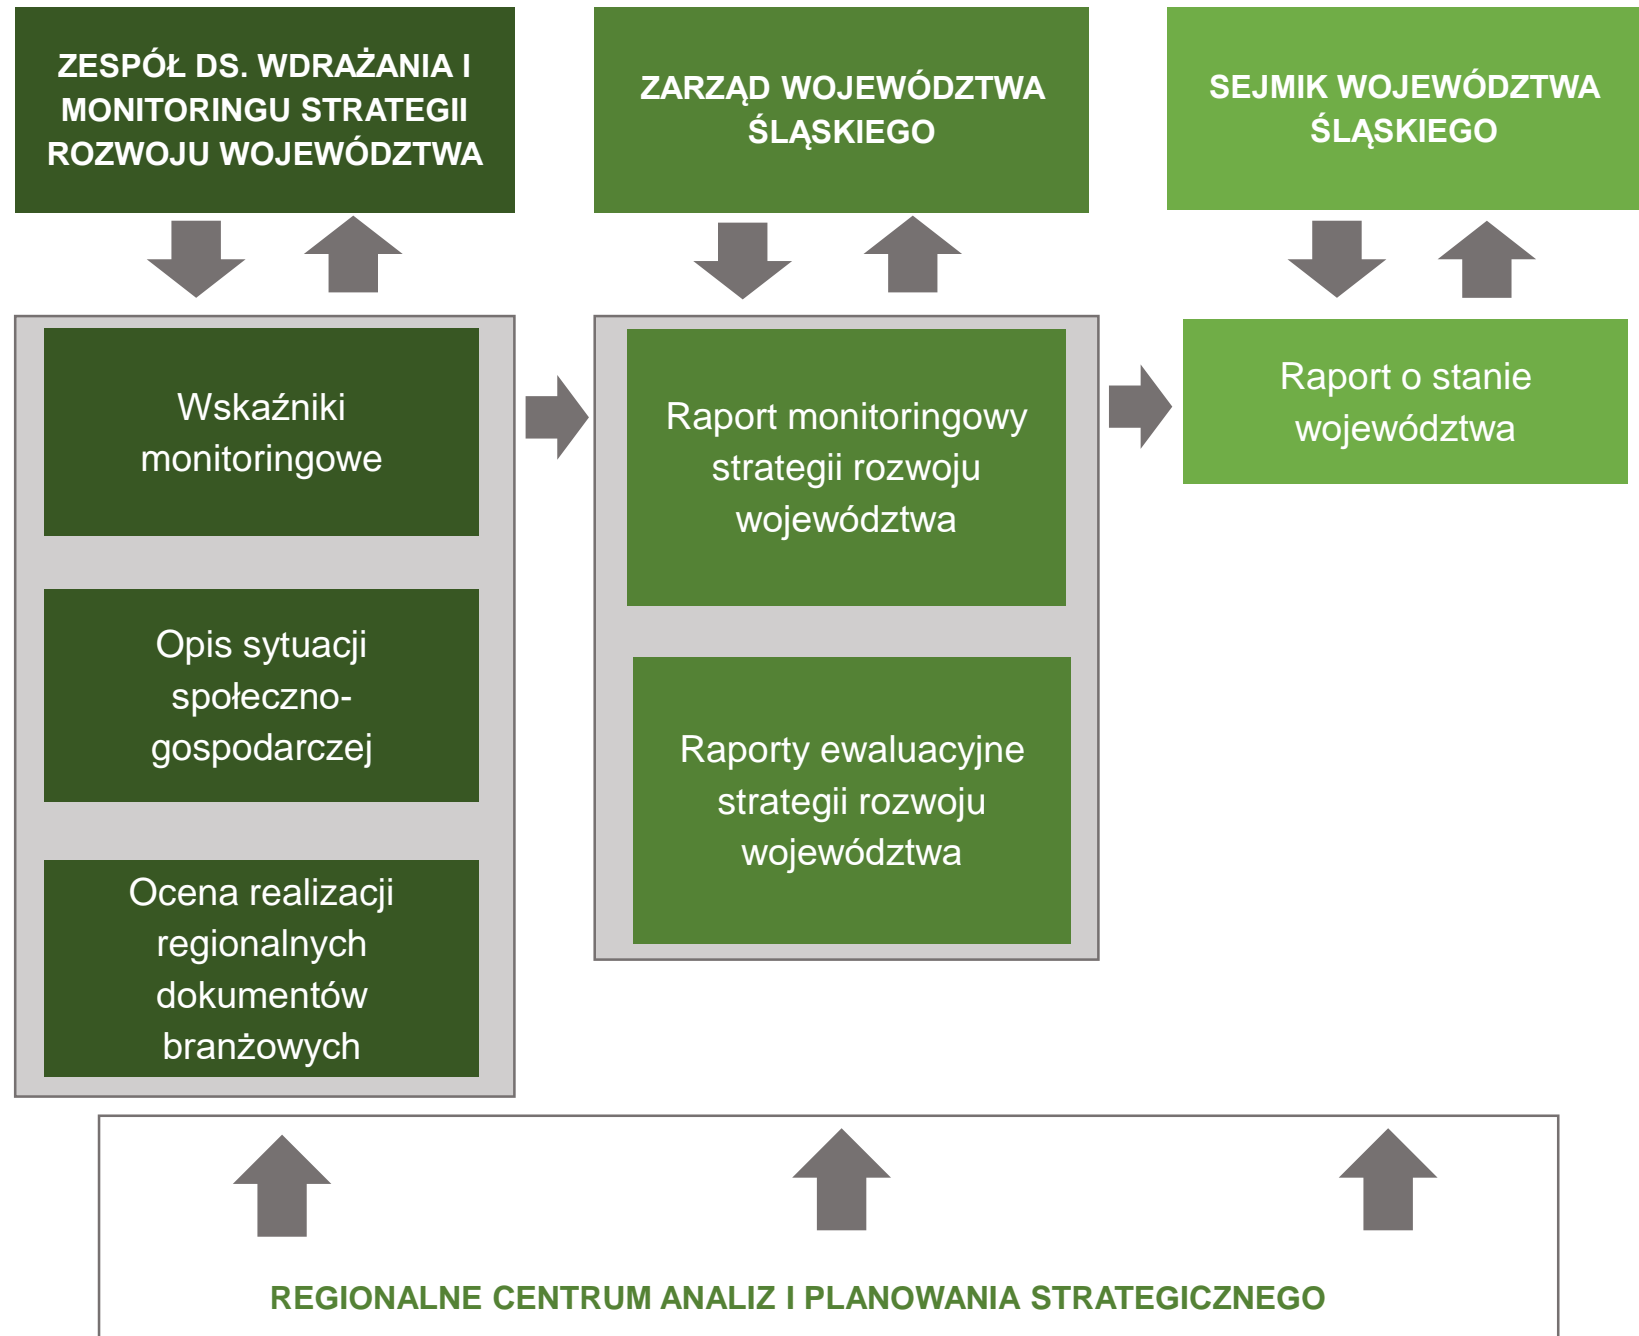 ZESPÓŁ DS. WDRAŻANIA I
MONITORINGU STRATEGII
ROZWOJU WOJEWÓDZTWA
ZARZĄD WOJEWÓDZTWA
ŚLĄSKIEGO
SEJMIK WOJEWÓDZTWA
ŚLĄSKIEGO
Wskaźniki
monitoringowe
Opis sytuacji
społeczno-
gospodarczej
Ocena realizacji
regionalnych
dokumentów
branżowych
Raport monitoringowy
strategii rozwoju
województwa
Raporty ewaluacyjne
strategii rozwoju
województwa
Raport o stanie
województwa
REGIONALNE CENTRUM ANALIZ I PLANOWANIA STRATEGICZNEGO